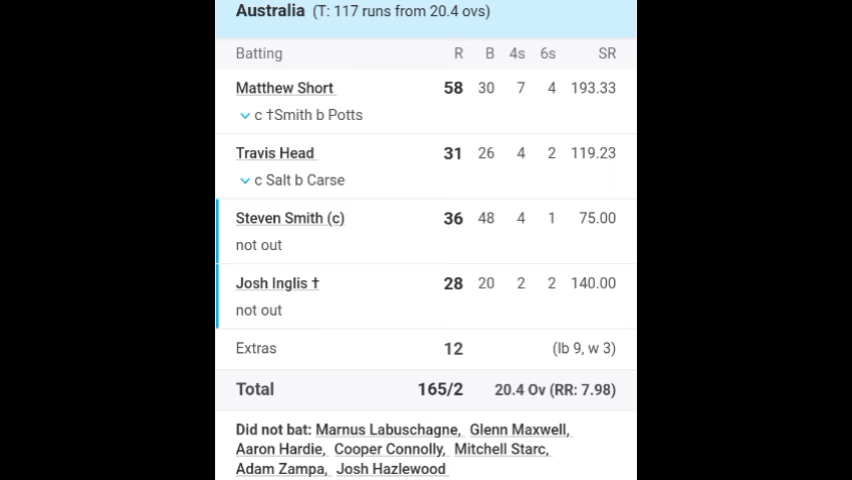 Australia (T: 117 runs from 20.4 ovs)
Batting R B 4s 6s SR
Matthew Short 58 30 7 4 193.33
c †Smith b Potts
Travis Head 31 26 4 2 119.23
c Salt b Carse
Steven Smith (c) 36 48 4 1 75.00
not out
Josh Inglis † 28 20 2 2 140.00
not out
Extras 12 (lb 9, w 3)
Total 165/2 20.4 Ov (RR: 7.98)
Did not bat: Marnus Labuschagne, Glenn Maxwell,
Aaron Hardie, Cooper Connolly, Mitchell Starc,
Adam Zampa, Josh Hazlewood